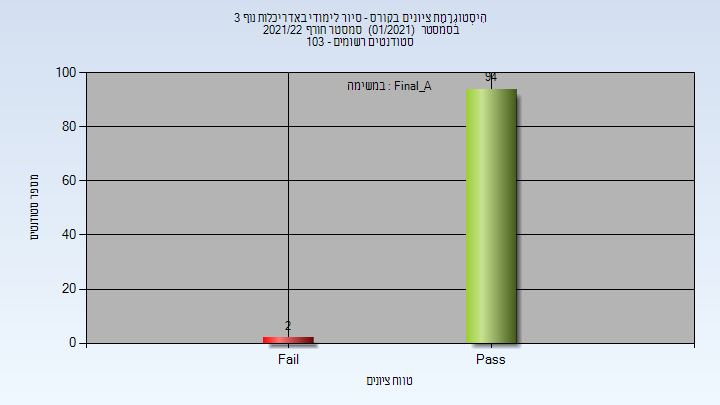 היסטוגרמת ציונים בקורס - סיור לימודי באדריכלות נוף 3
בסמסטר (01/2021) סמסטר חורף 2021/22
סטודנטים רשומים - 103
במשימה : Final_A
100
80
60
40
20
0
94
2
מספר סטודנטים
Fail
Pass
טווח ציונים